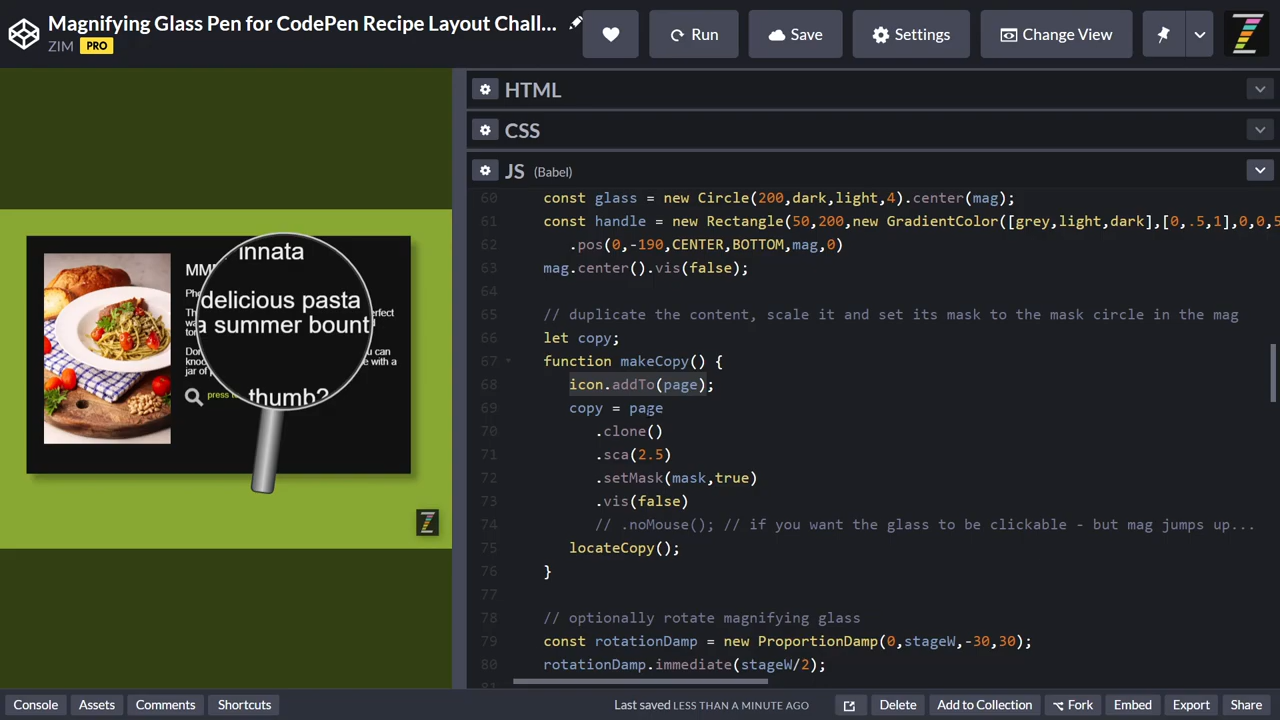 Magnifying Glass Pen for CodePen Recipe Layout Chall...
ZIM PRO
Run
Save
Settings
Change View
HTML
CSS
JS (Babel)
60 const glass = new Circle(200,dark,light,4).center(mag);
61 const handle = new Rectangle(50,200,new GradientColor([grey,light,dark],[0,.5,1],0,0,5
62 .pos(0,-190,CENTER,BOTTOM,mag,0)
63 mag.center().vis(false);
64
65 // duplicate the content, scale it and set its mask to the mask circle in the mag
66 let copy;
67 function makeCopy() {
68 icon.addTo(page);
69 copy = page
70 .clone()
71 .sca(2.5)
72 .setMask(mask,true)
73 .vis(false)
74 // .noMouse(); // if you want the glass to be clickable - but mag jumps up...
75 locateCopy();
76 }
77
78 // optionally rotate magnifying glass
79 const rotationDamp = new ProportionDamp(0,stageW,-30,30);
80 rotationDamp.immediate(stageW/2);
innata
delicious pasta
a summer bount
thumb?
can
with a
jar of
press
Console
Assets
Comments
Shortcuts
Last saved LESS THAN A MINUTE AGO
Delete
Add to Collection
Fork
Embed
Export
Share